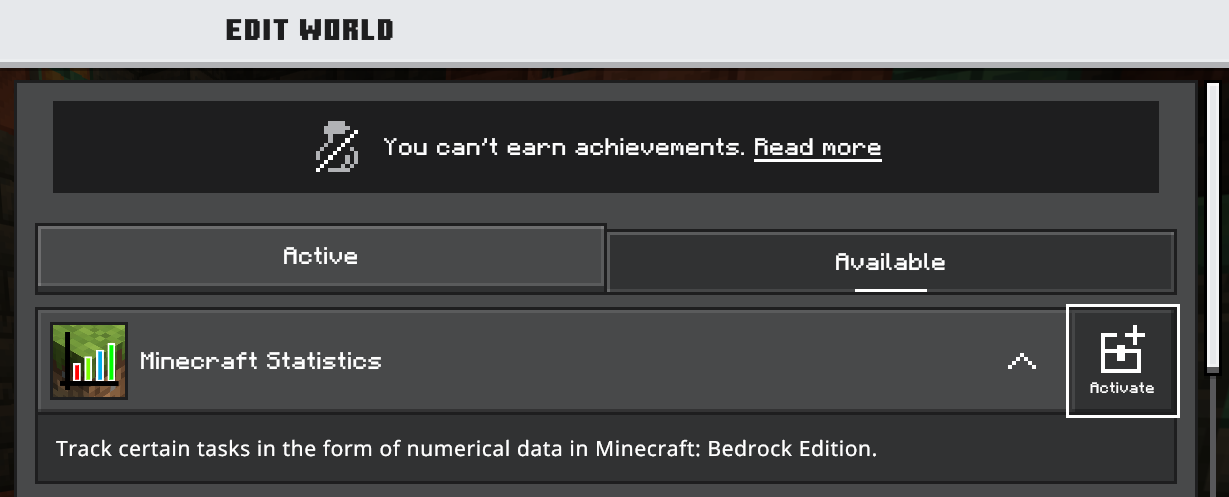 EDIT WORLD
You can't earn achievements. Read more
Active
Available
Minecraft Statistics
Activate
Track certain tasks in the form of numerical data in Minecraft: Bedrock Edition.